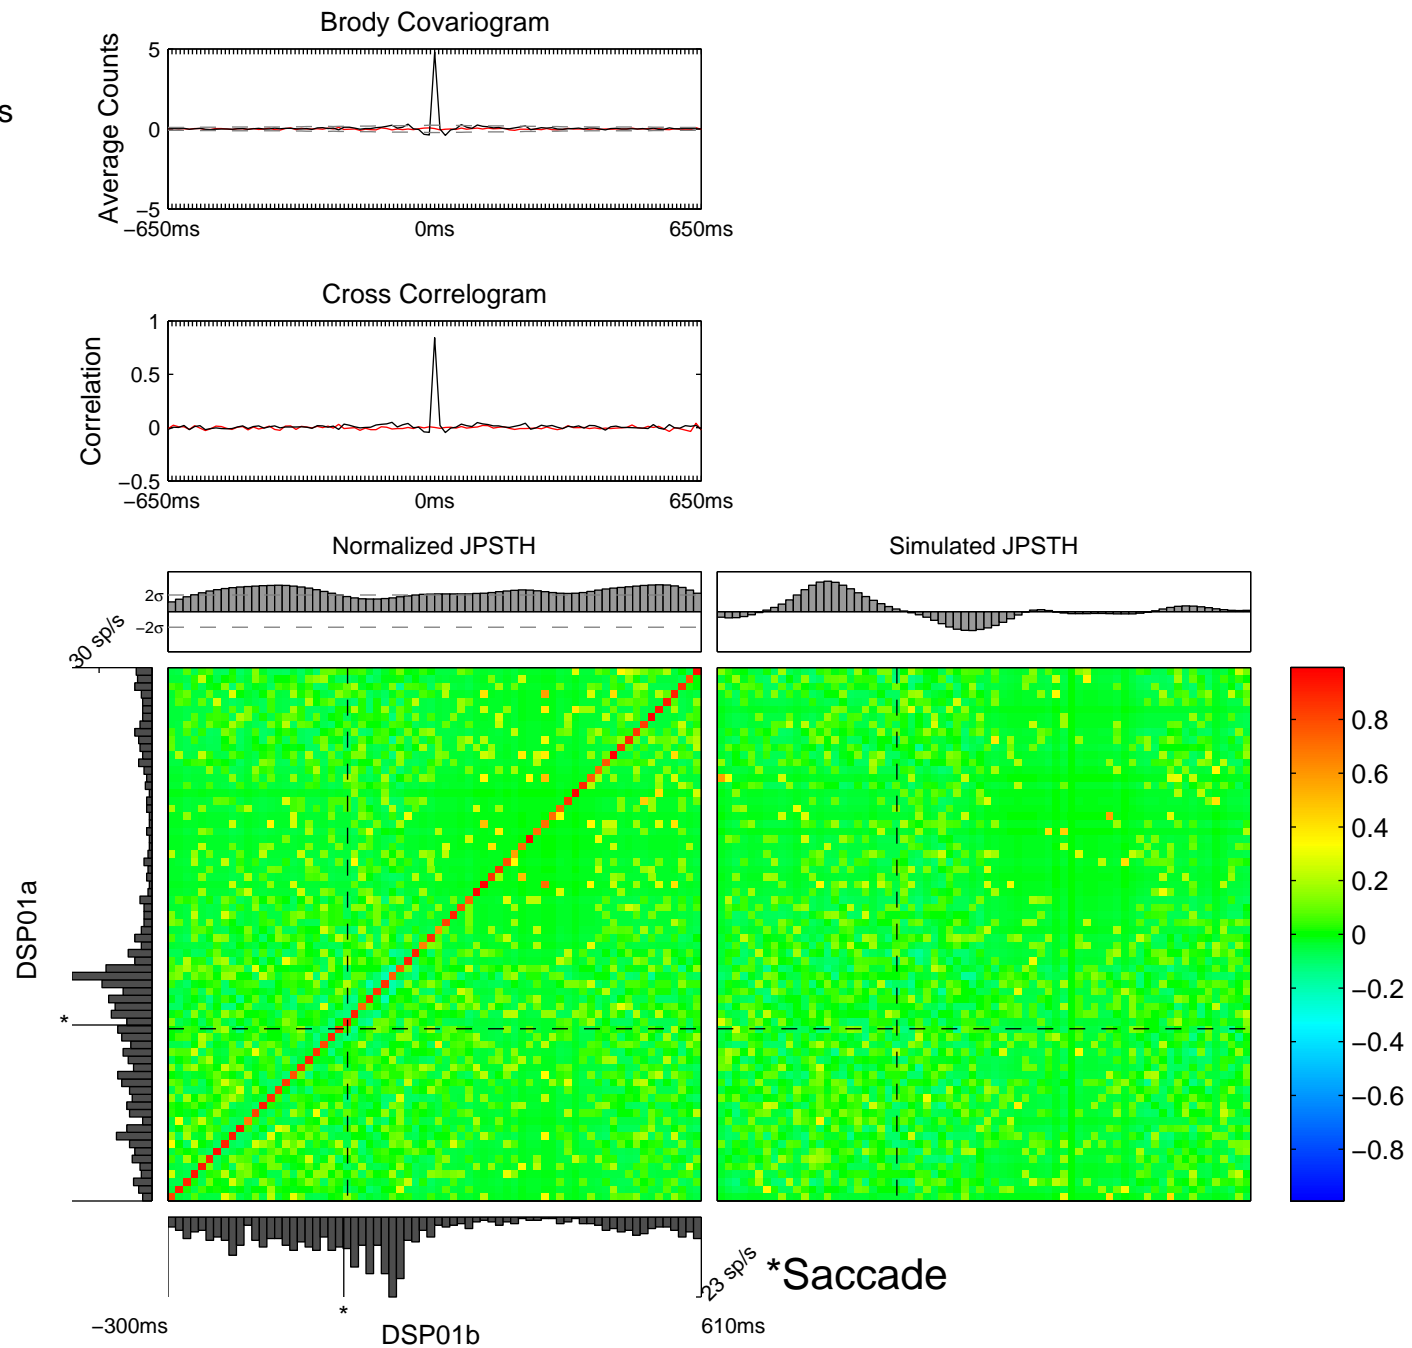 Brody Covariogram
s
Average Counts
5
0
−5
−650ms
0ms
650ms
Cross Correlogram
Correlation
1
0.5
0
−0.5
−650ms
0ms
650ms
Normalized JPSTH
Simulated JPSTH
2σ
−2σ
30 sp/s
DSP01a
*
0.8
0.6
0.4
0.2
0
−0.2
−0.4
−0.6
−0.8
23 sp/s
*Saccade
*
−300ms
DSP01b
610ms